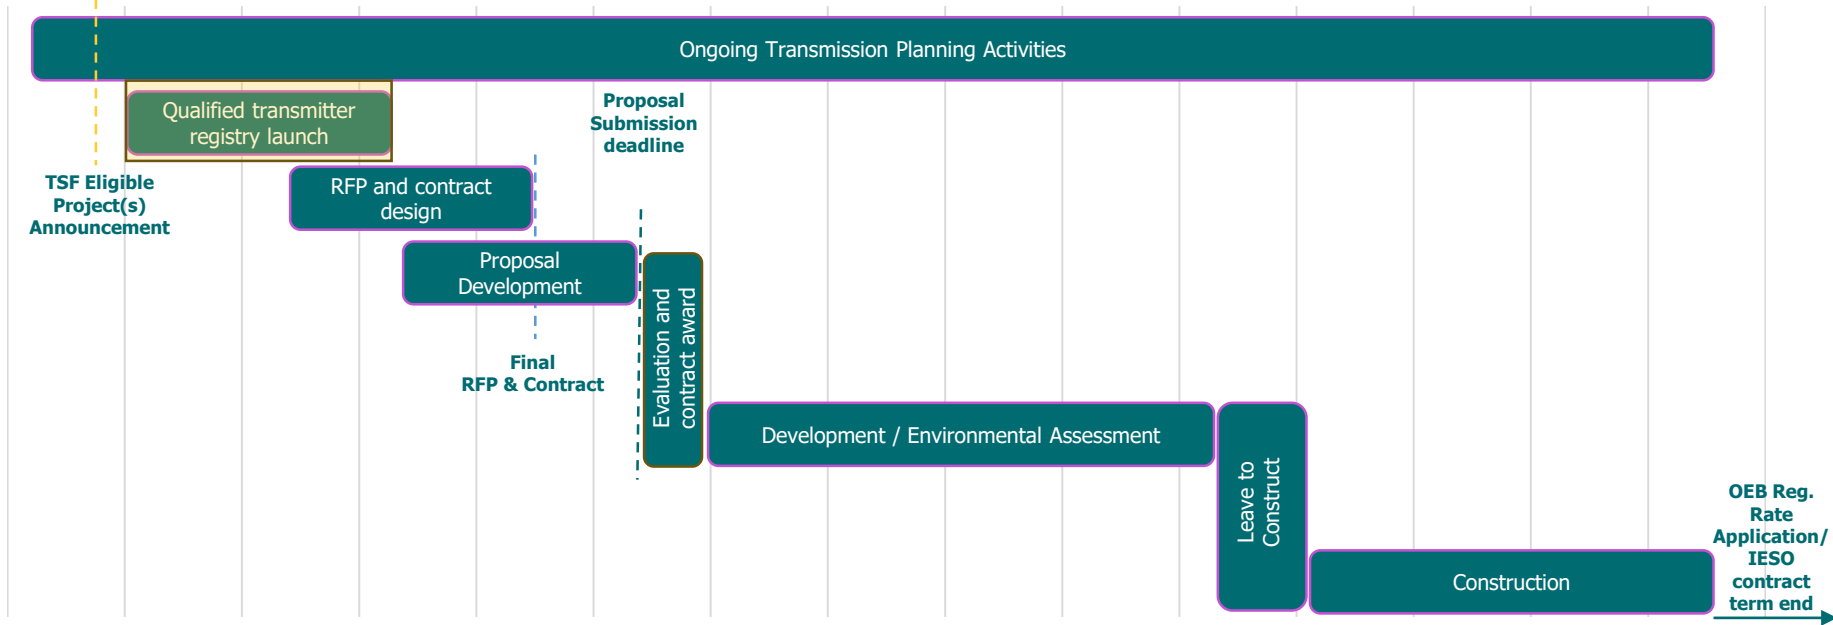 Ongoing Transmission Planning Activities
Qualified transmitter
registry launch
Proposal
Submission
deadline
TSF Eligible
Project(s)
Announcement
RFP and contract
design
Proposal
Development
Final
RFP & Contract
Evaluation and
contract award
Development / Environmental Assessment
Leave to
Construct
OEB Reg.
Rate
Application/
IESO
contract
term end
Construction